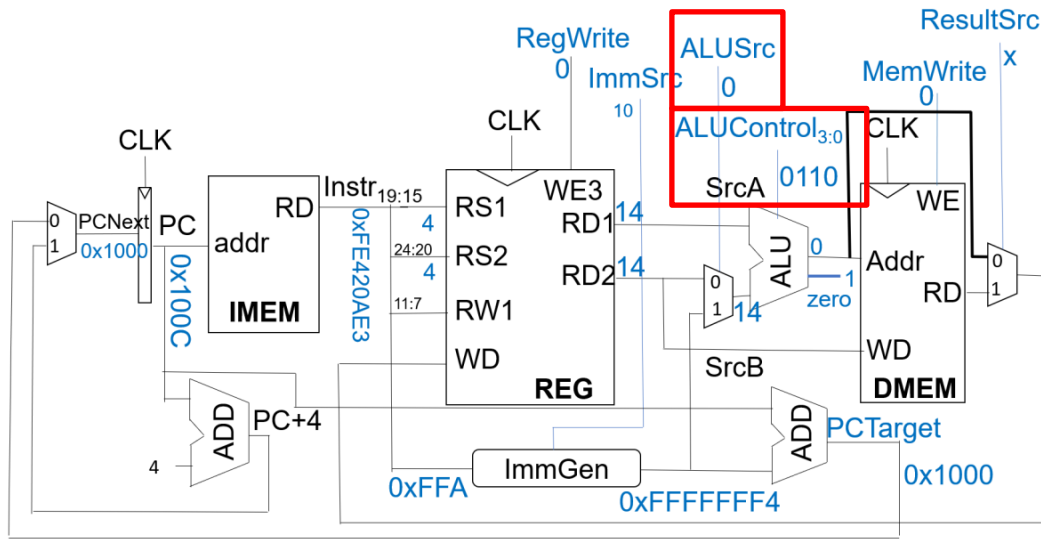 ResultSrc
x
RegWrite
0
ALUSrc
0
ImmSrc
10
MemWrite
0
CLK
ALUControl3:0
0110
CLK
CLK
Instr19:15
0xFE420AE3
4
24:20
4
11:7
0
1
PCNext
0x1000
PC
0x100C
RD
addr
IMEM
RS1
RS2
RW1
WD
WE3
RD1
RD2
REG
14
14
SrcA
0
1
14
SrcB
ALU
0
1
zero
WE
Addr
RD
WD
DMEM
0
1
ADD
PC+4
4
ImmGen
0xFFA
0xFFFFFFF4
ADD
PCTarget
0x1000